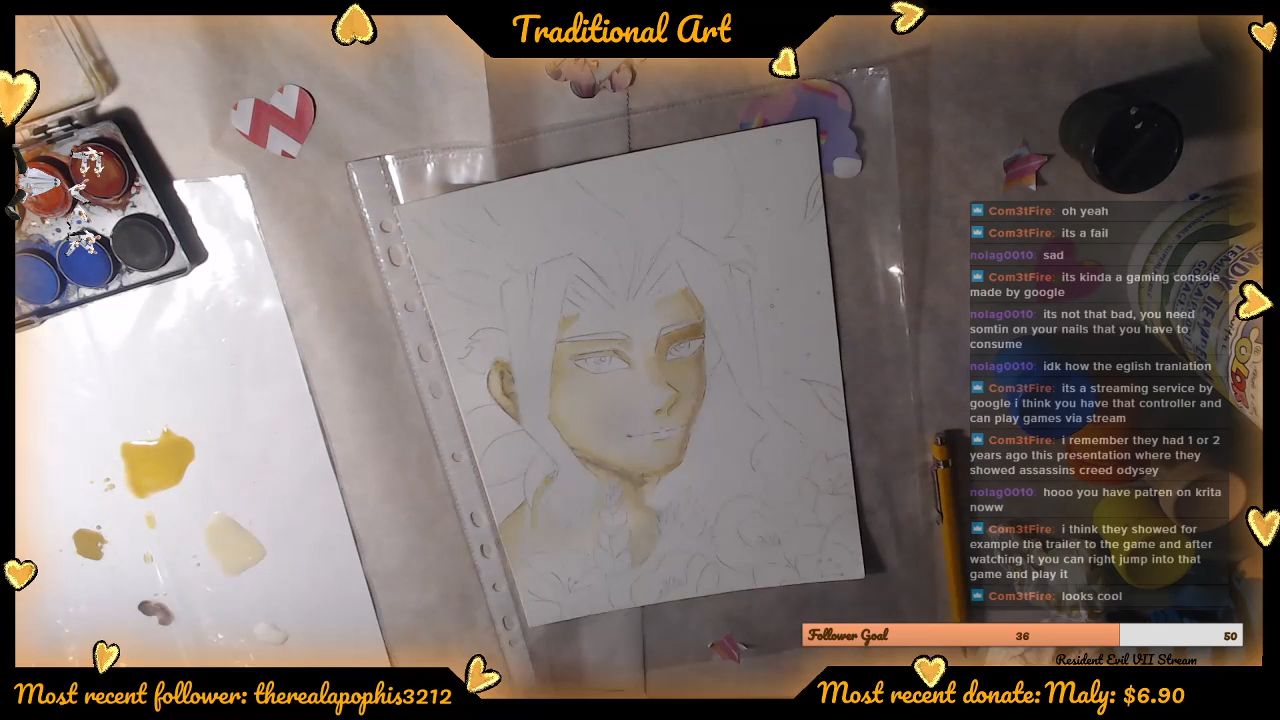 Traditional Art
Com3tFire: oh yeah
Com3tFire: its a fail
nolag0010: sad
Com3tFire: its kinda a gaming console
made by google
nolag0010: its not that bad, you need
somtin on your nails that you have to
consume
nolag0010: idk how the eglish tranlation
Com3tFire: its a streaming service by
google i think you have that controller and
can play games via stream
Com3tFire: i remember they had 1 or 2
years ago this presentation where they
showed assassins creed odysey
nolag0010: hooo you have patren on krita
noww
Com3tFire: i think they showed for
example the trailer to the game and after
watching it you can right jump into that
game and play it
Com3tFire: looks cool
Follower Goal 36 50
Resident Evil VII Stream
Most recent follower: therealapophis3212
Most recent donate: Maly: $6.90